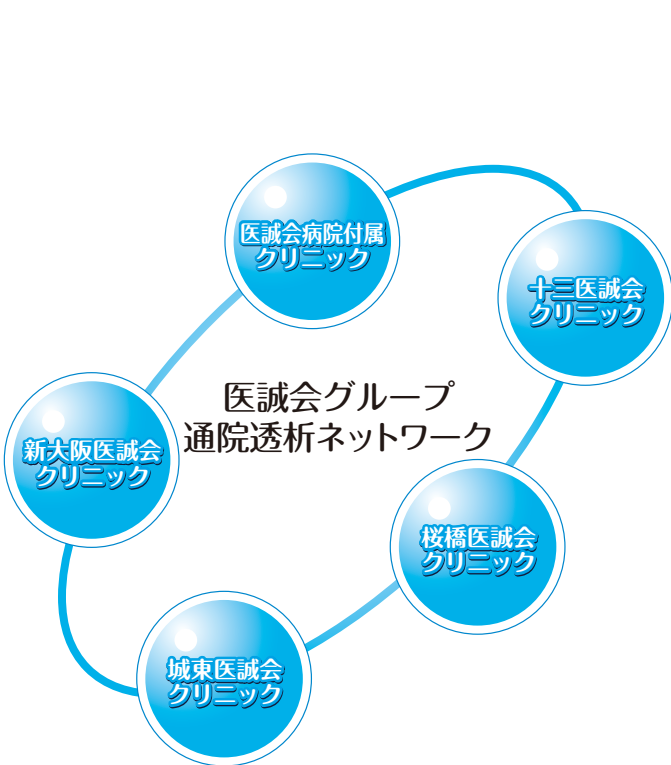 医誠会病院付属
クリニック
十三医誠会
クリニック
医誠会グループ
通院透析ネットワーク
新大阪医誠会
クリニック
桜橋医誠会
クリニック
城東医誠会
クリニック